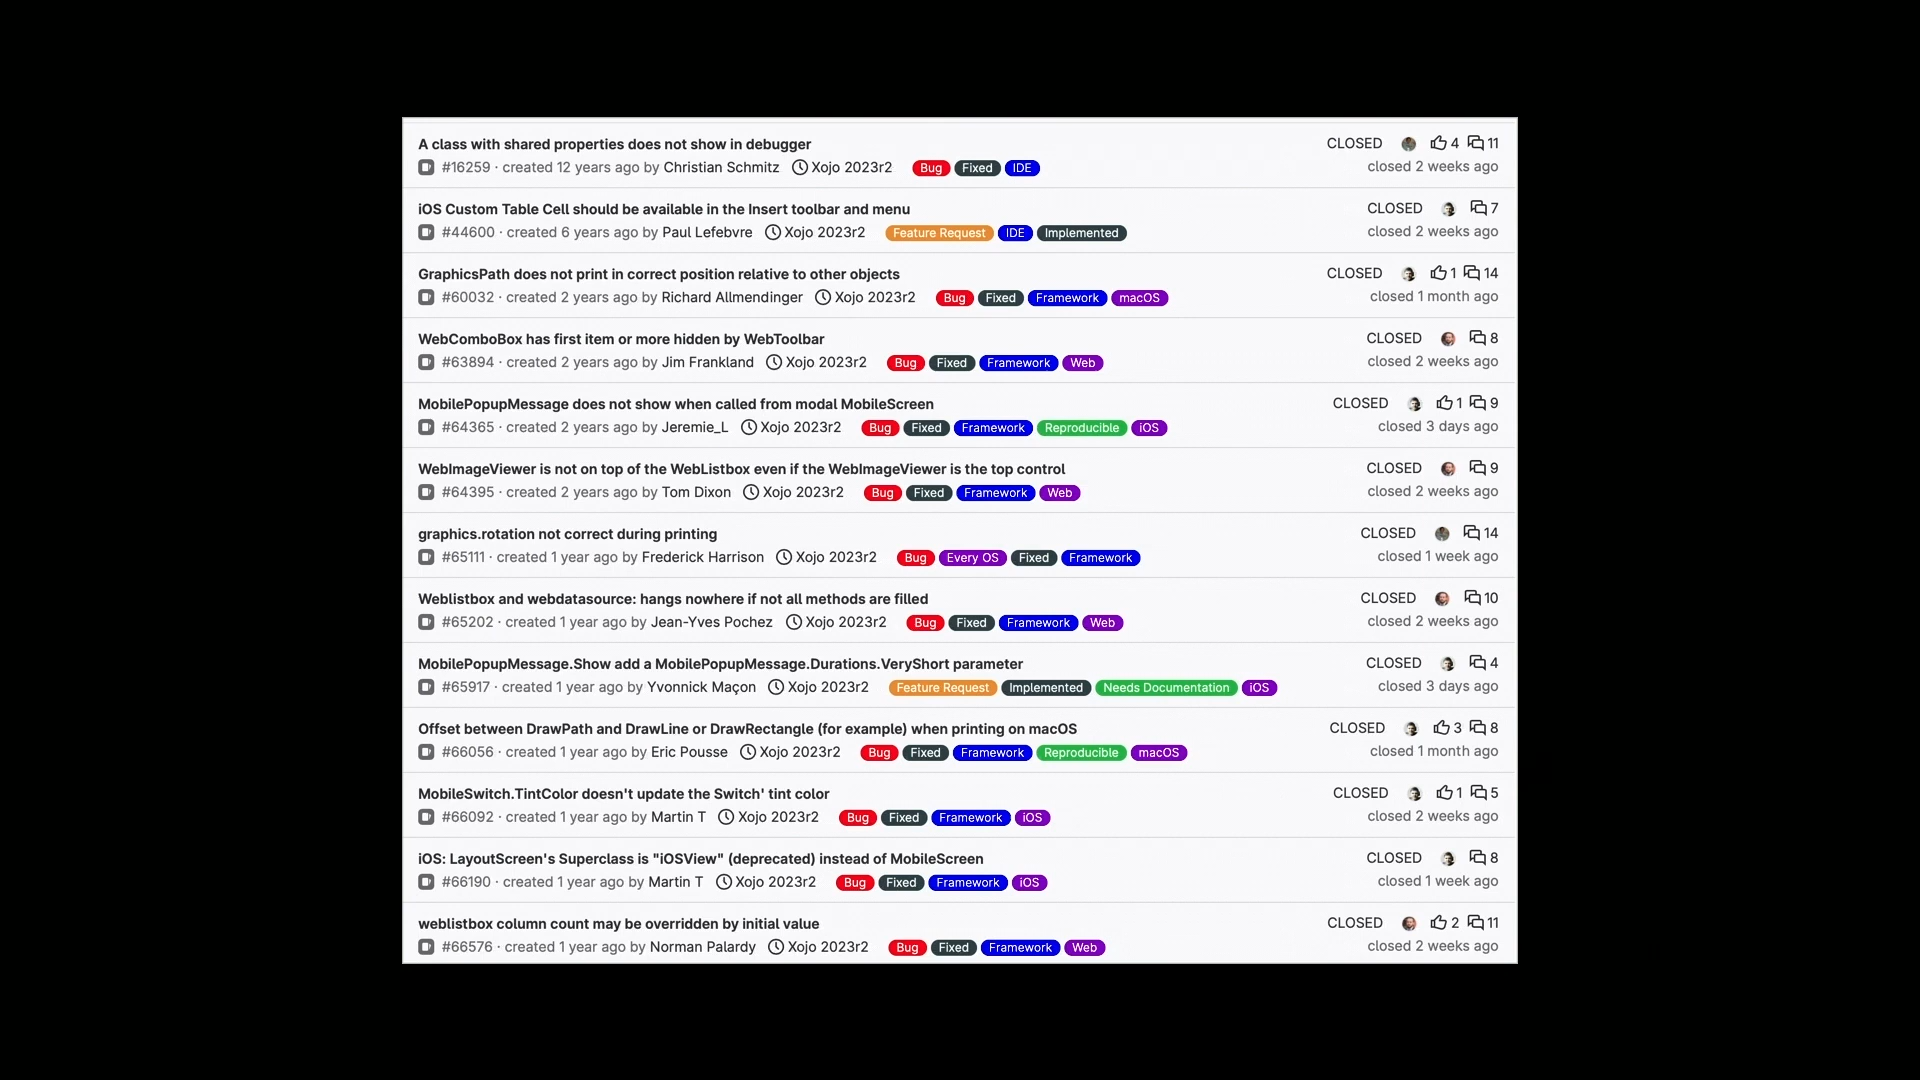 A class with shared properties does not show in debugger CLOSED 4 11
#16259 · created 12 years ago by Christian Schmitz Xojo 2023r2 Bug Fixed IDE closed 2 weeks ago
iOS Custom Table Cell should be available in the Insert toolbar and menu CLOSED 7
#44600 · created 6 years ago by Paul Lefebvre Xojo 2023r2 Feature Request IDE Implemented closed 2 weeks ago
GraphicsPath does not print in correct position relative to other objects CLOSED 1 14
#60032 · created 2 years ago by Richard Allmendinger Xojo 2023r2 Bug Fixed Framework macOS closed 1 month ago
WebComboBox has first item or more hidden by WebToolbar CLOSED 8
#63894 · created 2 years ago by Jim Frankland Xojo 2023r2 Bug Fixed Framework Web closed 2 weeks ago
MobilePopupMessage does not show when called from modal MobileScreen CLOSED 1 9
#64365 · created 2 years ago by Jeremie_L Xojo 2023r2 Bug Fixed Framework Reproducible iOS closed 3 days ago
WebImageViewer is not on top of the WebListbox even if the WebImageViewer is the top control CLOSED 9
#64395 · created 2 years ago by Tom Dixon Xojo 2023r2 Bug Fixed Framework Web closed 2 weeks ago
graphics.rotation not correct during printing CLOSED 14
#65111 · created 1 year ago by Frederick Harrison Xojo 2023r2 Bug Every OS Fixed Framework closed 1 week ago
Weblistbox and webdatasource: hangs nowhere if not all methods are filled CLOSED 10
#65202 · created 1 year ago by Jean-Yves Pochez Xojo 2023r2 Bug Fixed Framework Web closed 2 weeks ago
MobilePopupMessage.Show add a MobilePopupMessage.Durations.VeryShort parameter CLOSED 4
#65917 · created 1 year ago by Yvonnick Maçon Xojo 2023r2 Feature Request Implemented Needs Documentation iOS closed 3 days ago
Offset between DrawPath and DrawLine or DrawRectangle (for example) when printing on macOS CLOSED 3 8
#66056 · created 1 year ago by Eric Pousse Xojo 2023r2 Bug Fixed Framework Reproducible macOS closed 1 month ago
MobileSwitch.TintColor doesn't update the Switch' tint color CLOSED 1 5
#66092 · created 1 year ago by Martin T Xojo 2023r2 Bug Fixed Framework iOS closed 2 weeks ago
iOS: LayoutScreen's Superclass is "iOSView" (deprecated) instead of MobileScreen CLOSED 8
#66190 · created 1 year ago by Martin T Xojo 2023r2 Bug Fixed Framework iOS closed 1 week ago
weblistbox column count may be overridden by initial value CLOSED 2 11
#66576 · created 1 year ago by Norman Palardy Xojo 2023r2 Bug Fixed Framework Web closed 2 weeks ago